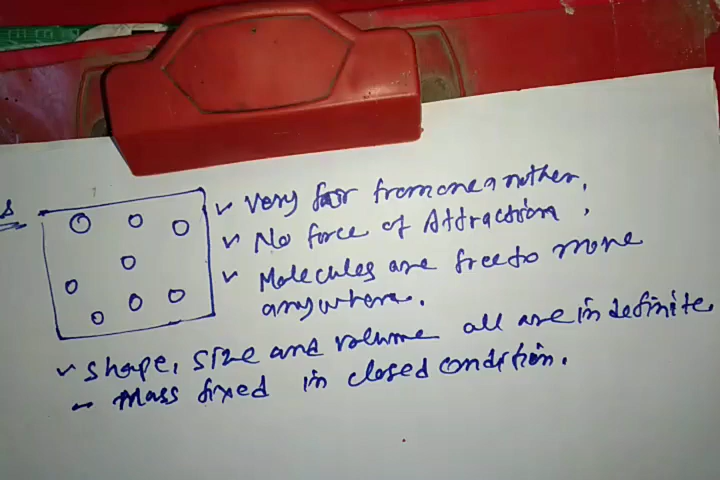 ✓ Very far from one another,
✓ No force of Attraction,
✓ Molecules are free to move
anywhere.
✓ Shape, size and volume all are indefinite.
- Mass fixed in closed condition.